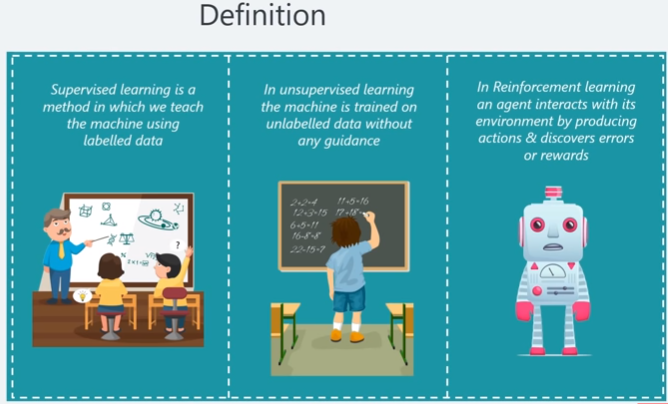 Definition
Supervised learning is a
method in which we teach
the machine using
labelled data
In unsupervised learning
the machine is trained on
unlabelled data without
any guidance
In Reinforcement learning
an agent interacts with its
environment by producing
actions & discovers errors
or rewards
?
2+2=4
11+5=16
12+3=15
6+5=11
16-8=8
22-15=7